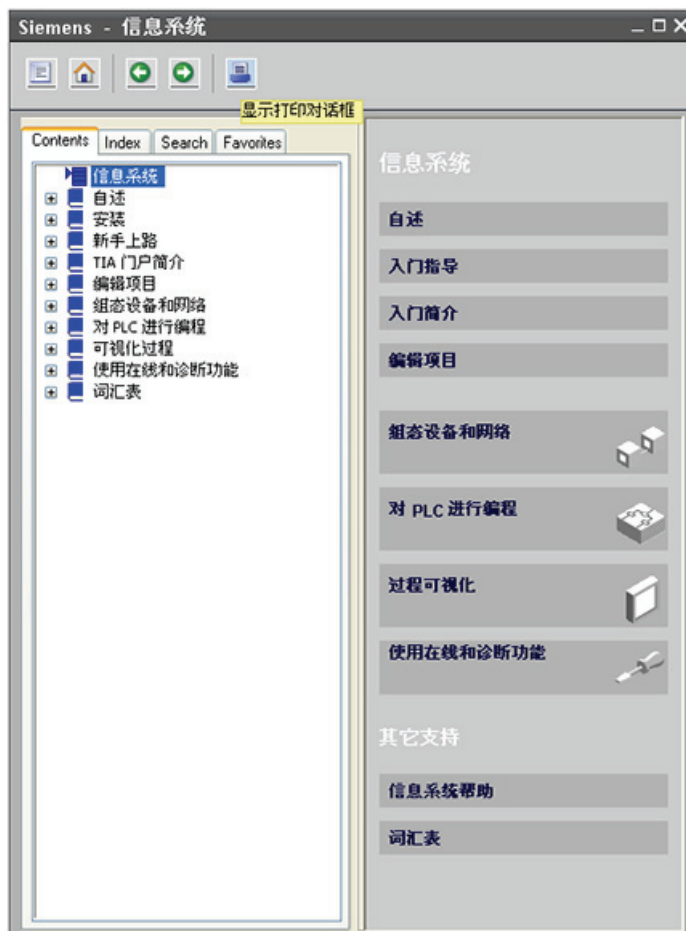 Siemens - 信息系统
显示打印对话框
Contents Index Search Favorites
信息系统
自述
安装
新手上路
TIA 门户简介
编辑项目
组态设备和网络
对 PLC 进行编程
可视化过程
使用在线和诊断功能
词汇表
信息系统
自述
入门指导
入门简介
编辑项目
组态设备和网络
对 PLC 进行编程
过程可视化
使用在线和诊断功能
其它支持
信息系统帮助
词汇表